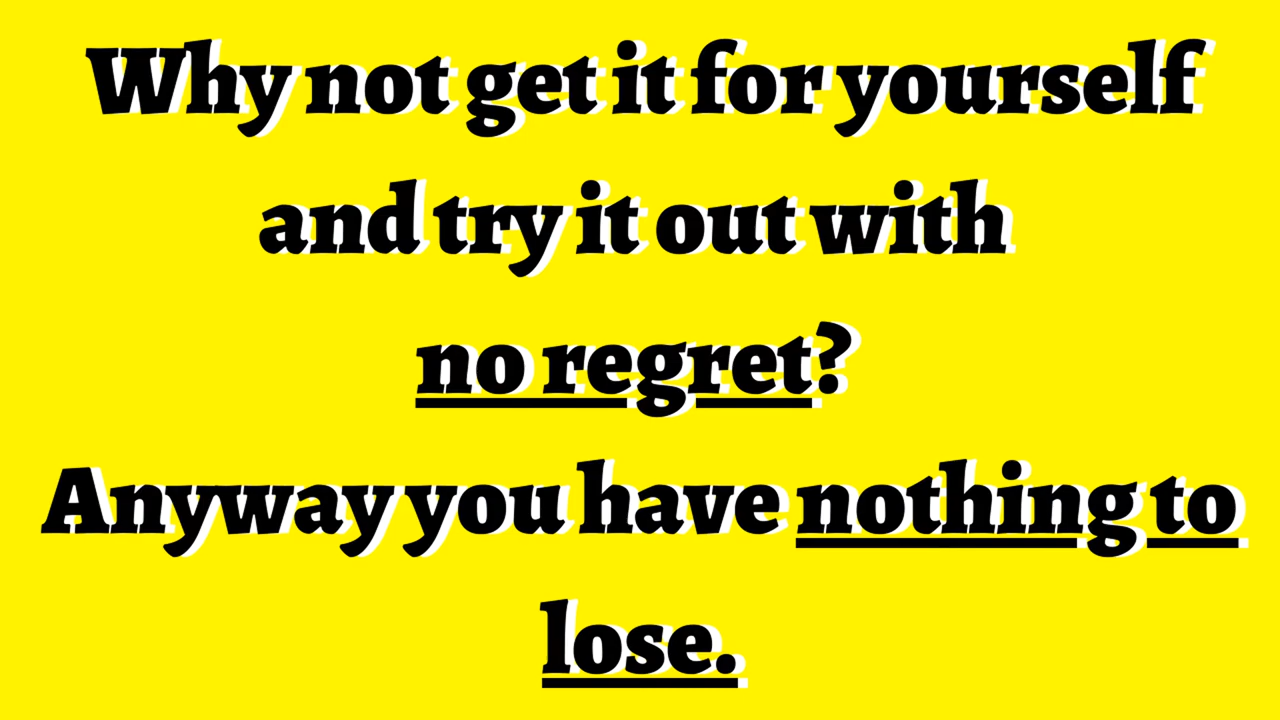 Why not get it for yourself
and try it out with
no regret?
Anyway you have nothing to
lose.